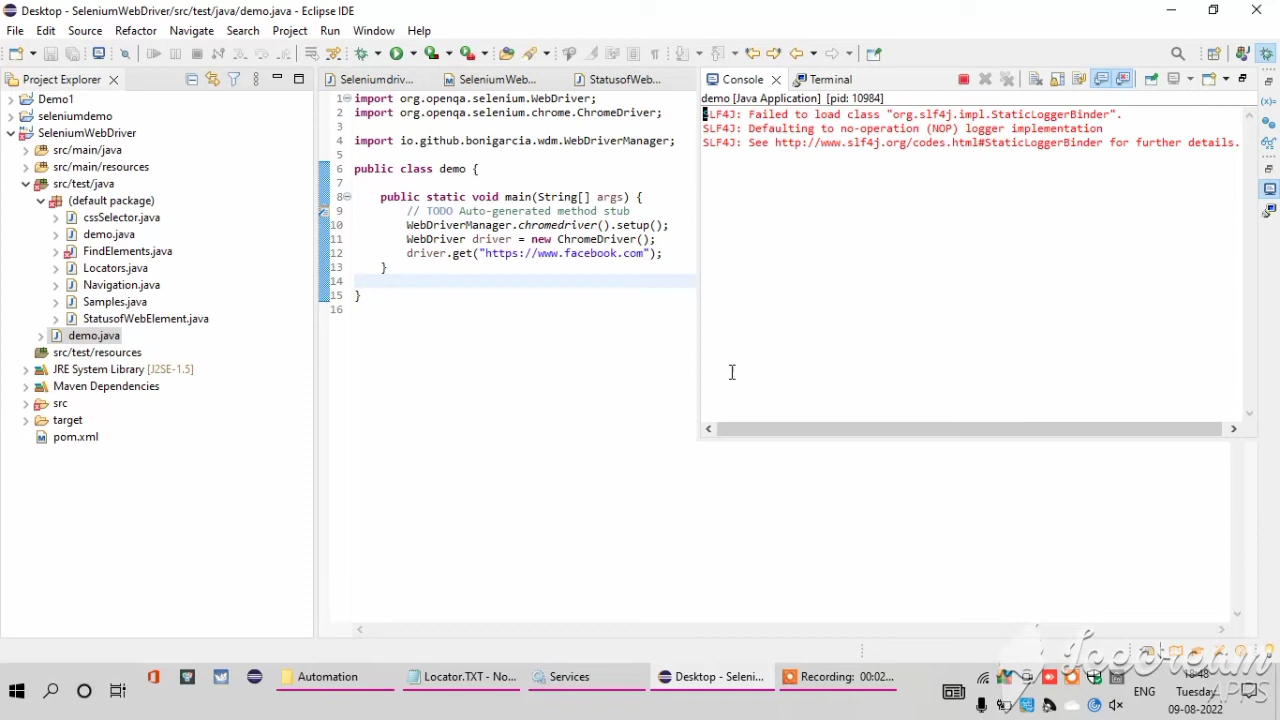 Desktop - SeleniumWebDriver/src/test/java/demo.java - Eclipse IDE
File Edit Source Refactor Navigate Search Project Run Window Help
Project Explorer
Demo1
seleniumdemo
SeleniumWebDriver
src/main/java
src/main/resources
src/test/java
(default package)
cssSelector.java
demo.java
FindElements.java
Locators.java
Navigation.java
Samples.java
StatusofWebElement.java
demo.java
src/test/resources
JRE System Library [J2SE-1.5]
Maven Dependencies
src
target
pom.xml
Seleniumdriv... SeleniumWeb... StatusofWeb...
1 import org.openqa.selenium.WebDriver;
2 import org.openqa.selenium.chrome.ChromeDriver;
3
4 import io.github.bonigarcia.wdm.WebDriverManager;
5
6 public class demo {
7
8 public static void main(String[] args) {
9 // TODO Auto-generated method stub
10 WebDriverManager.chromedriver().setup();
11 WebDriver driver = new ChromeDriver();
12 driver.get("https://www.facebook.com");
13 }
14
15 }
16
Console Terminal
demo [Java Application] [pid: 10984]
SLF4J: Failed to load class "org.slf4j.impl.StaticLoggerBinder".
SLF4J: Defaulting to no-operation (NOP) logger implementation
SLF4J: See http://www.slf4j.org/codes.html#StaticLoggerBinder for further details.
Icecream
APPS
Automation Locator.TXT - No... Services Desktop - Seleni... Recording: 00:02...
ENG
18:48
Tuesday
09-08-2022